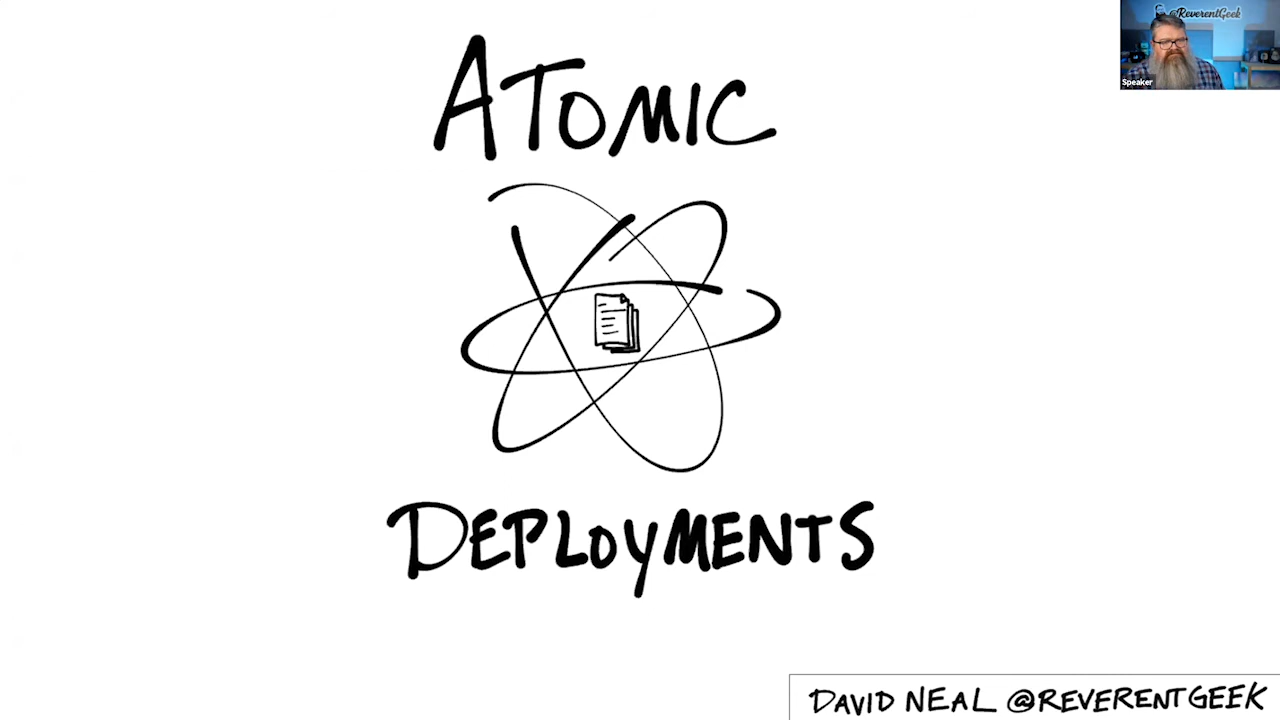 @ReverentGeek
Speaker
ATOMIC
DEPLOYMENTS
DAVID NEAL @REVERENTGEEK